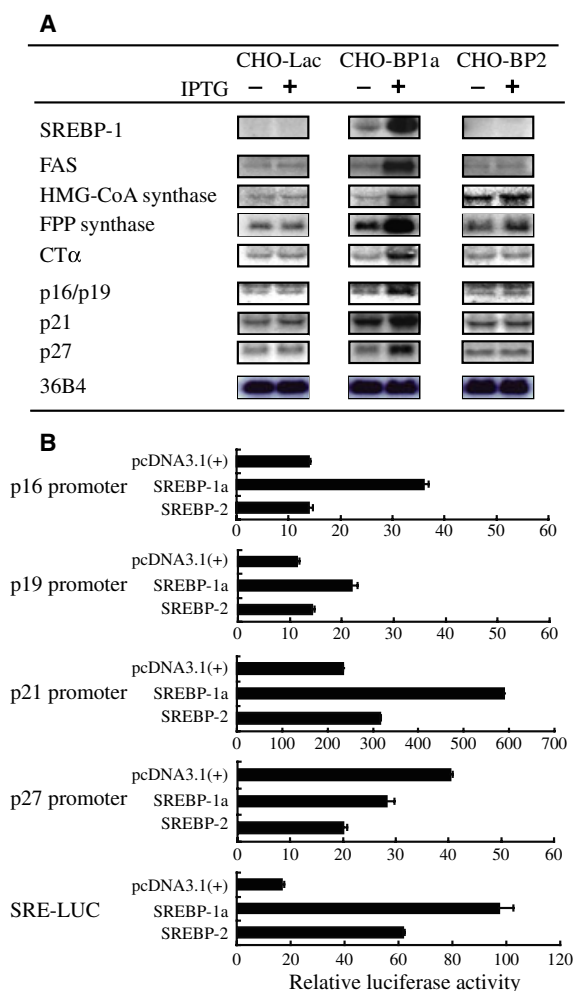 A
CHO-Lac CHO-BP1a CHO-BP2
IPTG – + – + – +
SREBP-1
FAS
HMG-CoA synthase
FPP synthase
CTα
p16/p19
p21
p27
36B4
B
p16 promoter
pcDNA3.1(+)
SREBP-1a
SREBP-2
0 10 20 30 40 50 60
p19 promoter
pcDNA3.1(+)
SREBP-1a
SREBP-2
0 10 20 30 40 50 60
p21 promoter
pcDNA3.1(+)
SREBP-1a
SREBP-2
0 100 200 300 400 500 600 700
p27 promoter
pcDNA3.1(+)
SREBP-1a
SREBP-2
0 10 20 30 40 50 60
SRE-LUC
pcDNA3.1(+)
SREBP-1a
SREBP-2
0 20 40 60 80 100 120
Relative luciferase activity